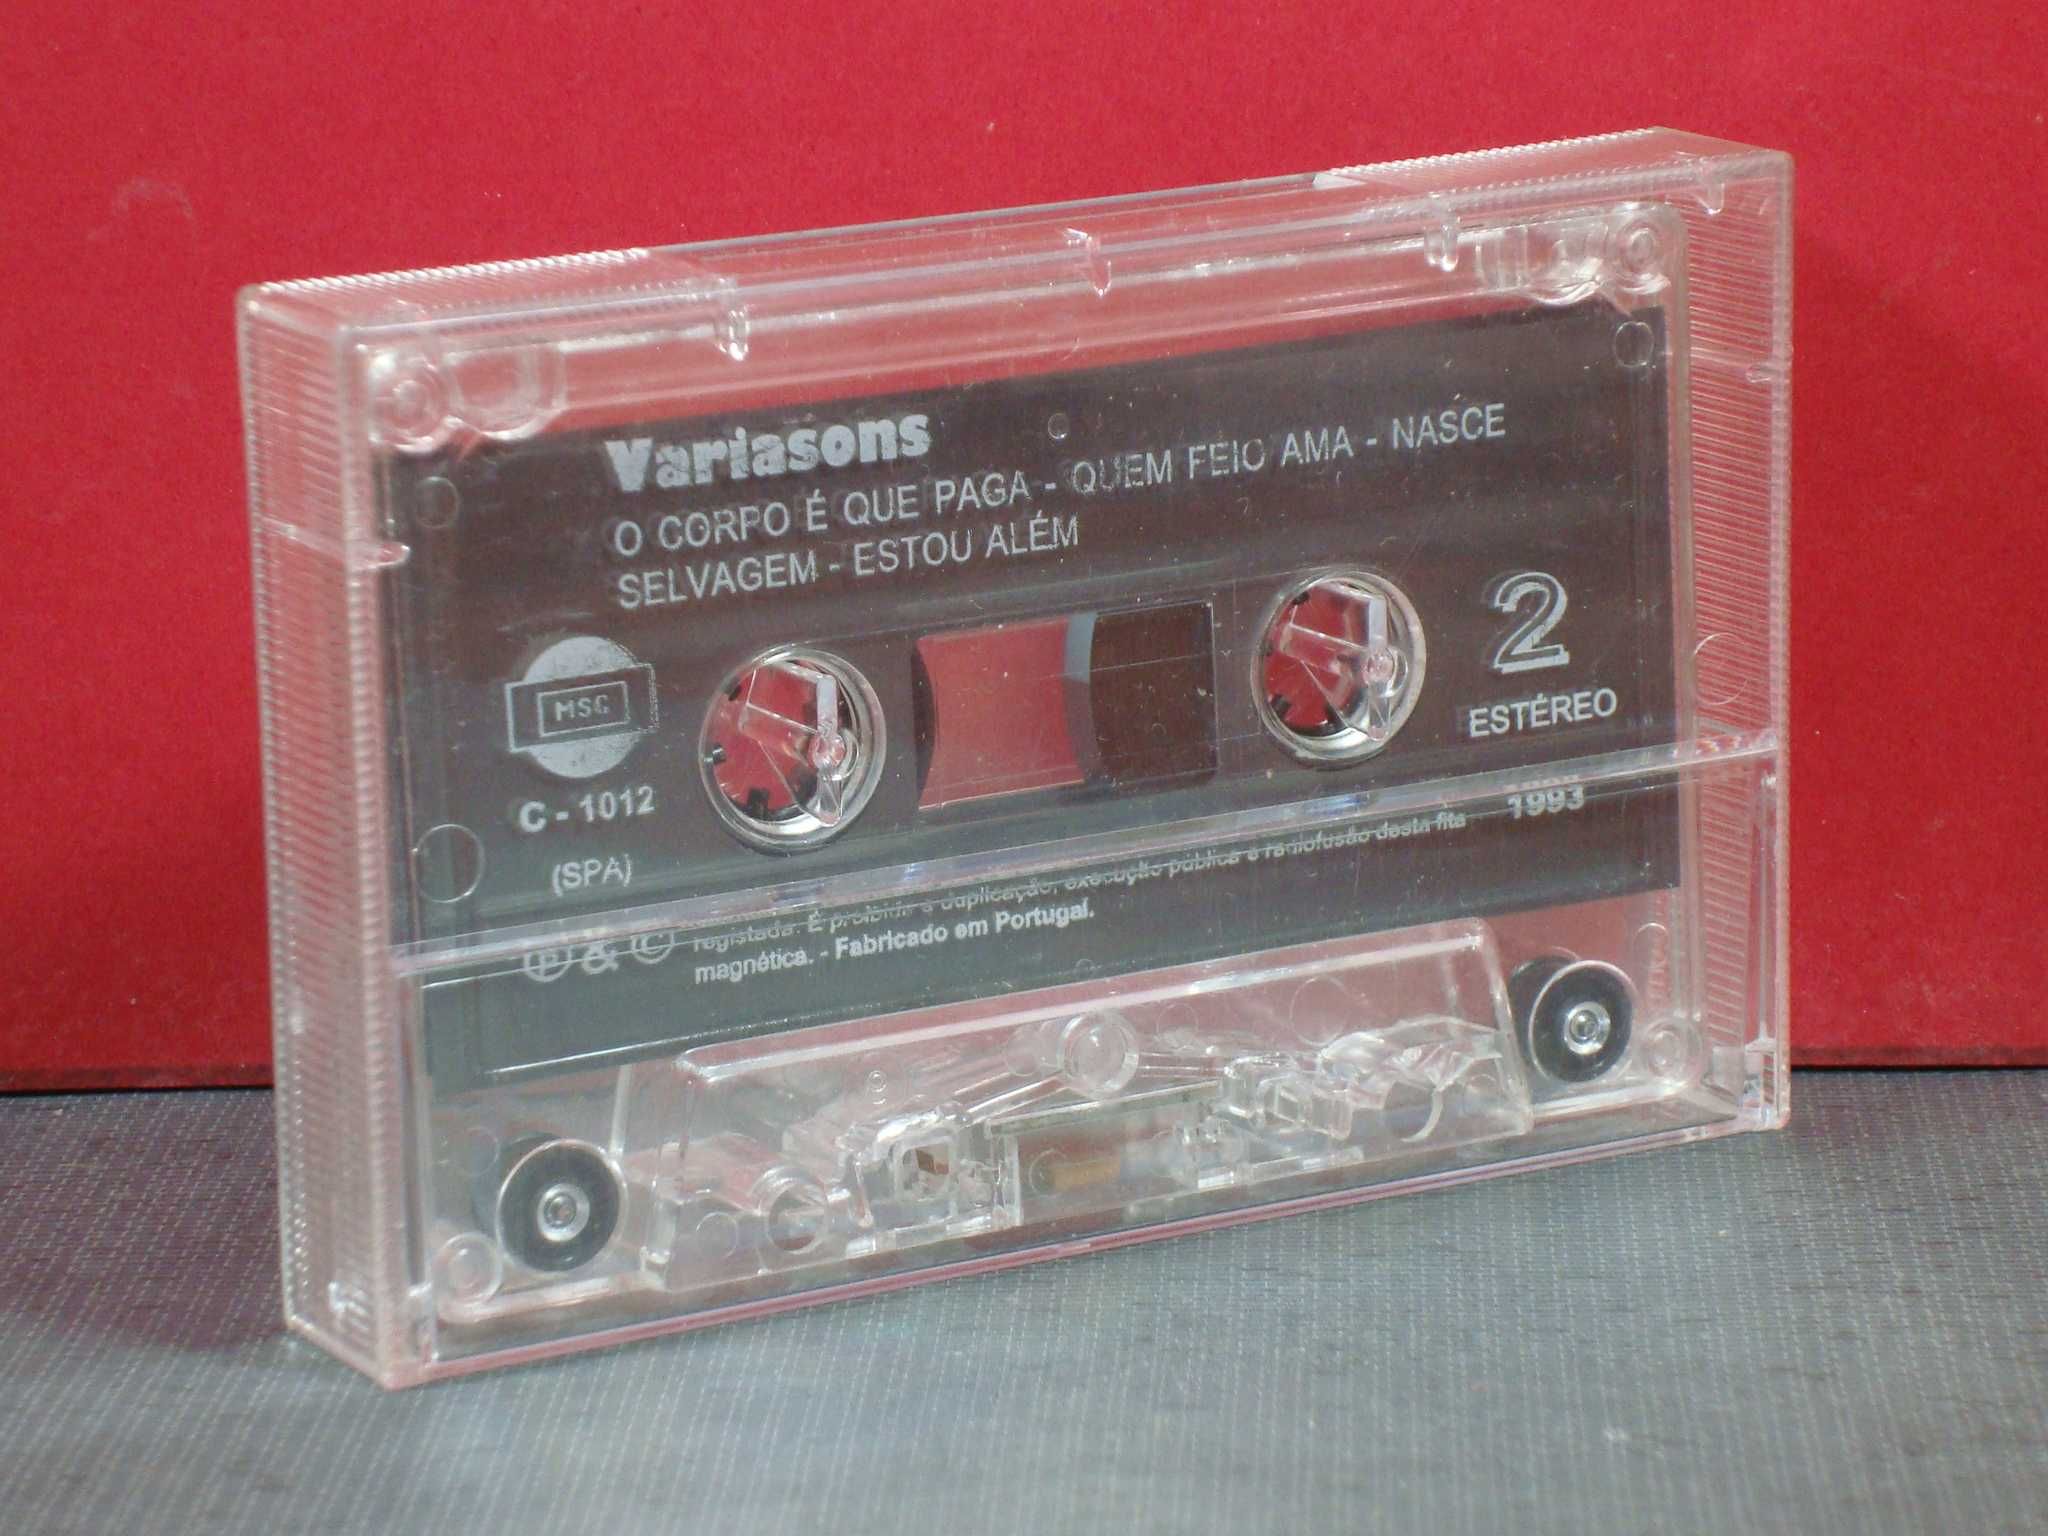 Variasons
O CORPO É QUE PAGA - QUEM FEIO AMA - NASCE
SELVAGEM - ESTOU ALÉM
2
ESTÉREO
MSC
C - 1012
(SPA)
1993
É proibida a duplicação, execução pública e radiofusão desta fita
Ⓟ & Ⓒ registada.
magnética. - Fabricado em Portugal.